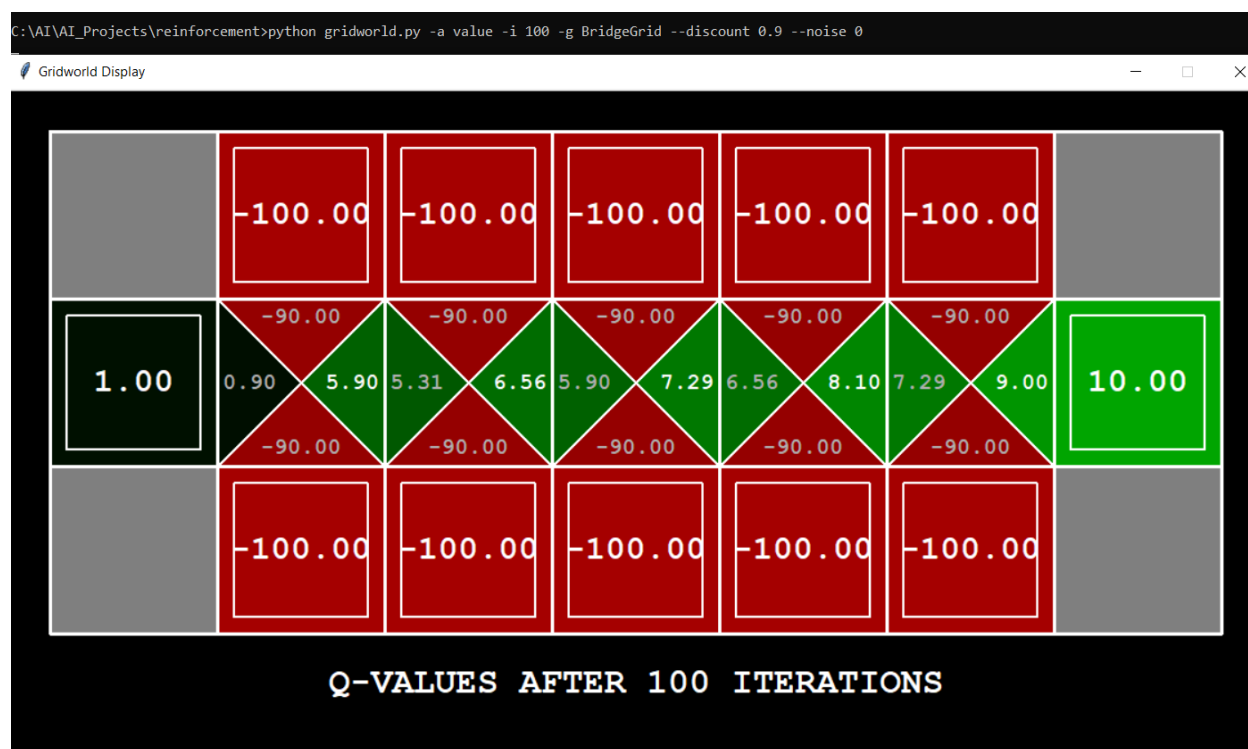 C:\AI\AI_Projects\reinforcement>python gridworld.py -a value -i 100 -g BridgeGrid --discount 0.9 --noise 0
Gridworld Display
-100.00 -100.00 -100.00 -100.00 -100.00
-90.00 -90.00 -90.00 -90.00 -90.00
1.00 0.90 5.90 5.31 6.56 5.90 7.29 6.56 8.10 7.29 9.00 10.00
-90.00 -90.00 -90.00 -90.00 -90.00
-100.00 -100.00 -100.00 -100.00 -100.00
Q-VALUES AFTER 100 ITERATIONS